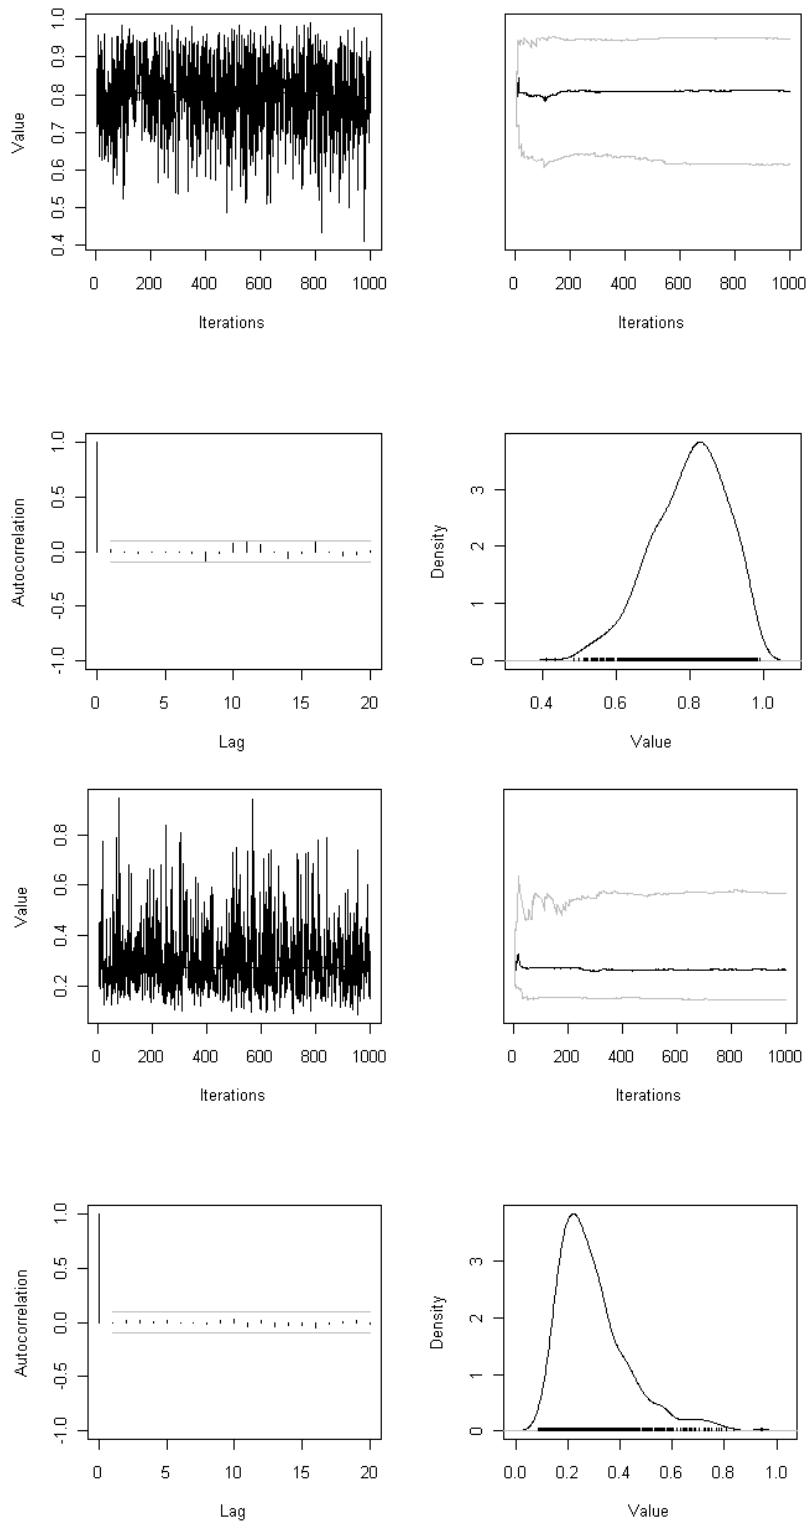 Value
1.0
0.9
0.8
0.7
0.6
0.5
0.4
0 200 400 600 800 1000
Iterations
0 200 400 600 800 1000
Iterations
Autocorrelation
1.0
0.5
0.0
-0.5
-1.0
0 5 10 15 20
Lag
Density
3
2
1
0
0.4 0.6 0.8 1.0
Value
Value
0.8
0.6
0.4
0.2
0 200 400 600 800 1000
Iterations
0 200 400 600 800 1000
Iterations
Autocorrelation
1.0
0.5
0.0
-0.5
-1.0
0 5 10 15 20
Lag
Density
3
2
1
0
0.0 0.2 0.4 0.6 0.8 1.0
Value